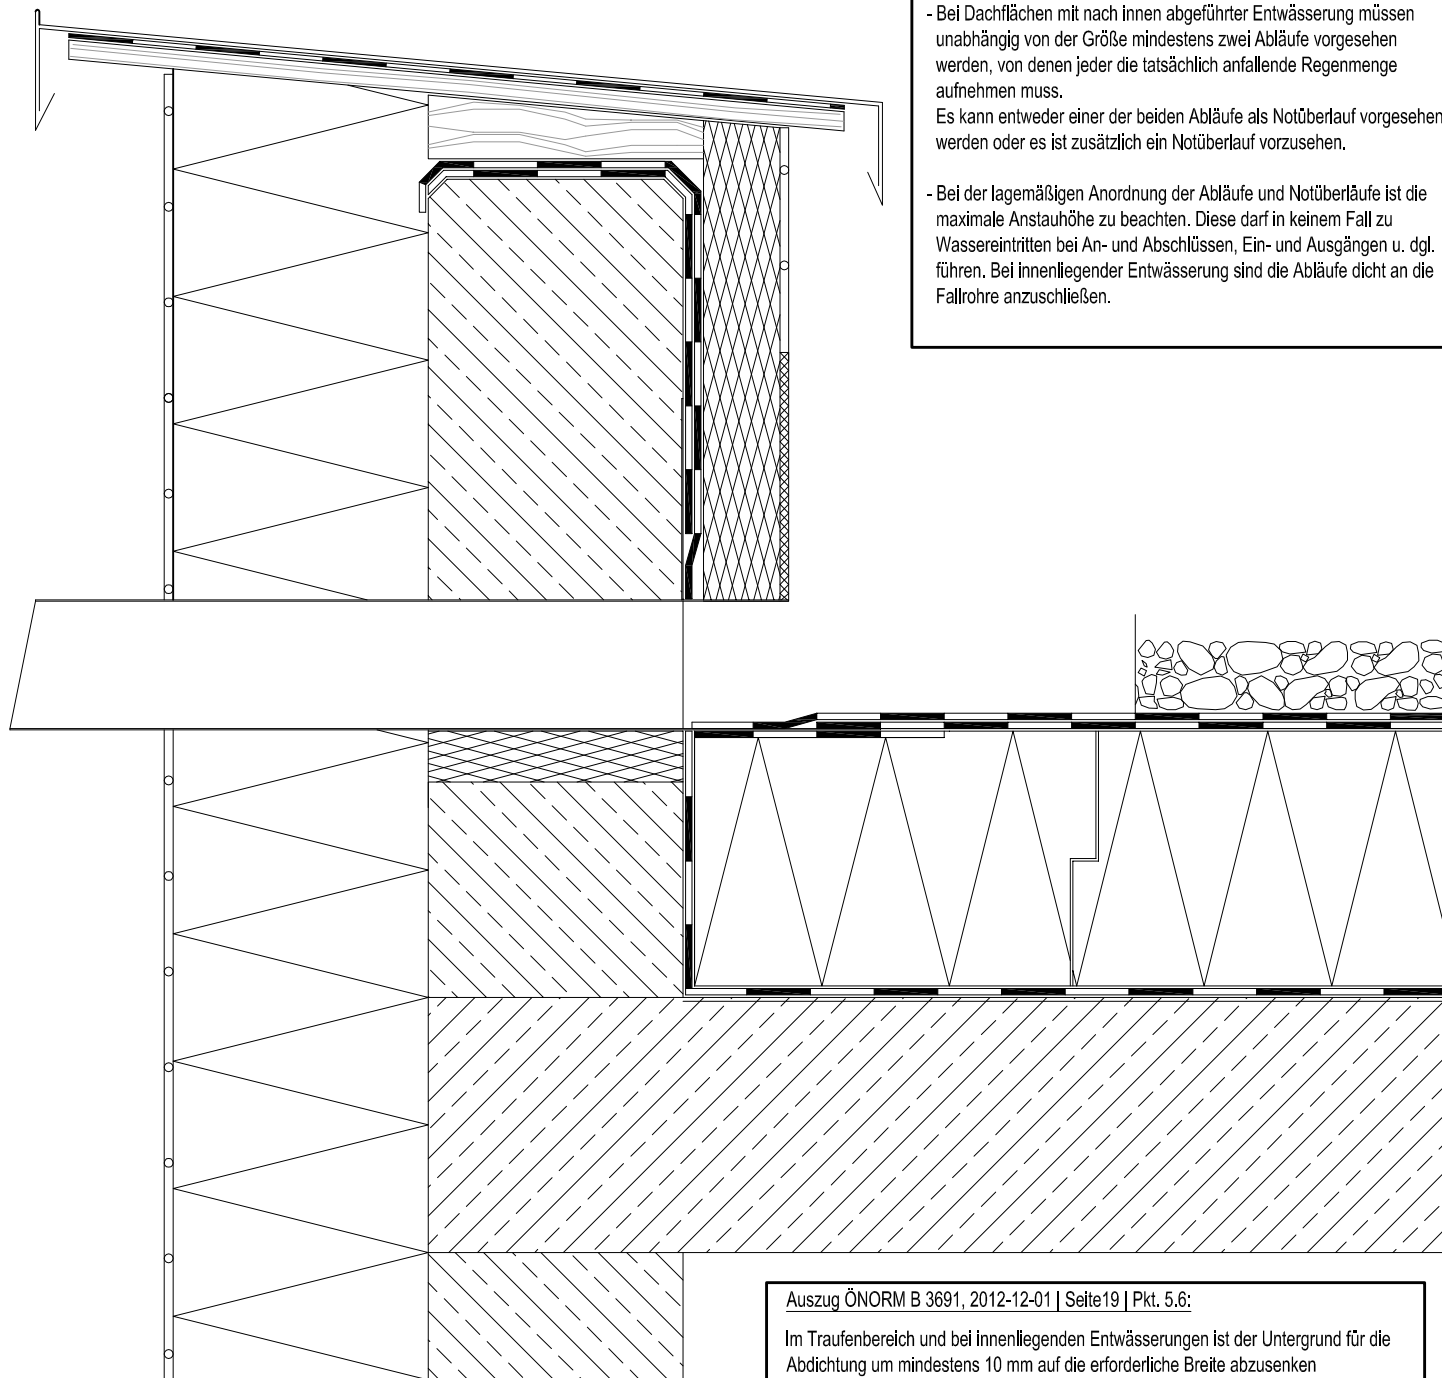 - Bei Dachflächen mit nach innen abgeführter Entwässerung müssen
unabhängig von der Größe mindestens zwei Abläufe vorgesehen
werden, von denen jeder die tatsächlich anfallende Regenmenge
aufnehmen muss.
Es kann entweder einer der beiden Abläufe als Notüberlauf vorgesehen
werden oder es ist zusätzlich ein Notüberlauf vorzusehen.
- Bei der lagemäßigen Anordnung der Abläufe und Notüberläufe ist die
maximale Anstauhöhe zu beachten. Diese darf in keinem Fall zu
Wassereintritten bei An- und Abschlüssen, Ein- und Ausgängen u. dgl.
führen. Bei innenliegender Entwässerung sind die Abläufe dicht an die
Fallrohre anzuschließen.
Auszug ÖNORM B 3691, 2012-12-01 | Seite19 | Pkt. 5.6:
Im Traufenbereich und bei innenliegenden Entwässerungen ist der Untergrund für die
Abdichtung um mindestens 10 mm auf die erforderliche Breite abzusenken